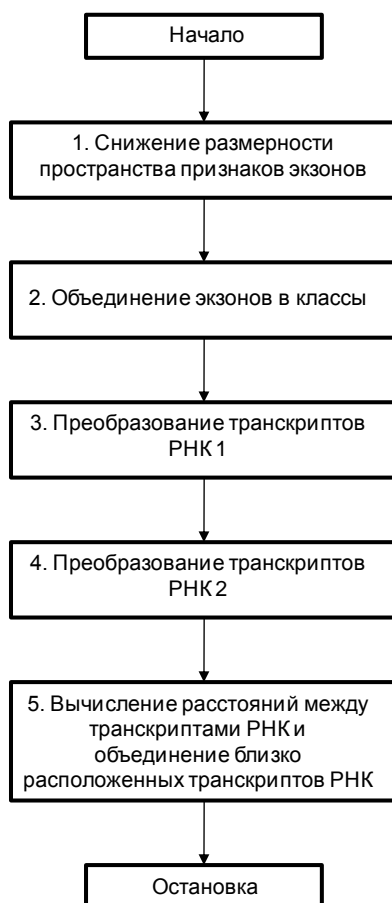 Начало
1. Снижение размерности
пространства признаков экзонов
2. Объединение экзонов в классы
3. Преобразование транскриптов
РНК 1
4. Преобразование транскриптов
РНК 2
5. Вычисление расстояний между
транскриптами РНК и
объединение близко
расположенных транскриптов РНК
Остановка